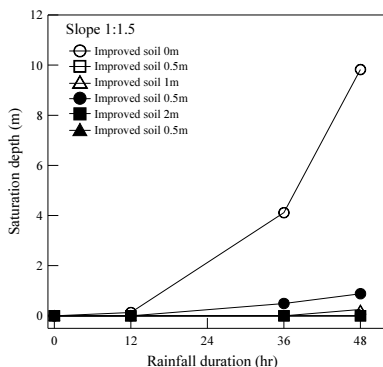 Slope 1:1.5
Improved soil 0m
Improved soil 0.5m
Improved soil 1m
Improved soil 0.5m
Improved soil 2m
Improved soil 0.5m
Saturation depth (m)
12
10
8
6
4
2
0
0 12 24 36 48
Rainfall duration (hr)